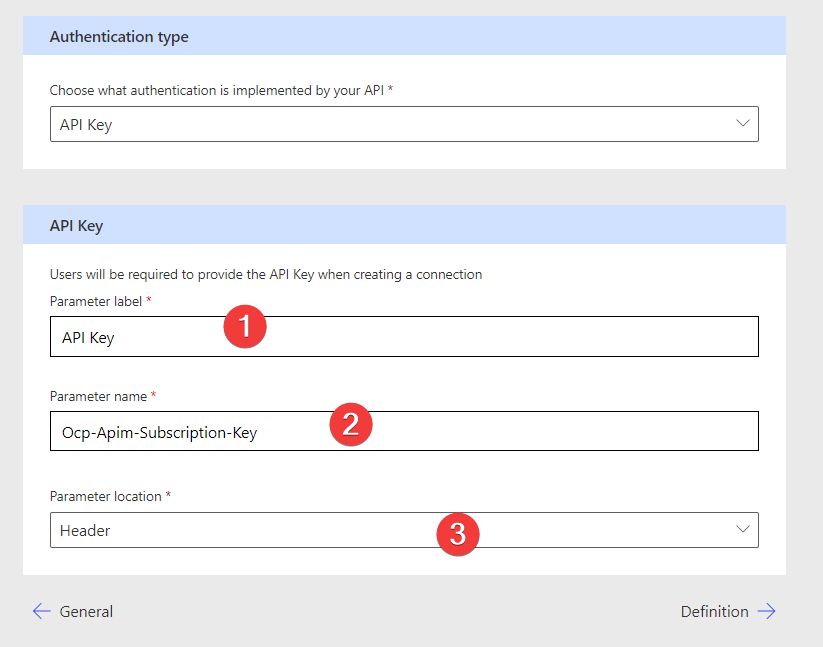 Authentication type
Choose what authentication is implemented by your API *
API Key
API Key
Users will be required to provide the API Key when creating a connection
Parameter label *
API Key 1
Parameter name *
Ocp-Apim-Subscription-Key 2
Parameter location *
Header 3
General Definition